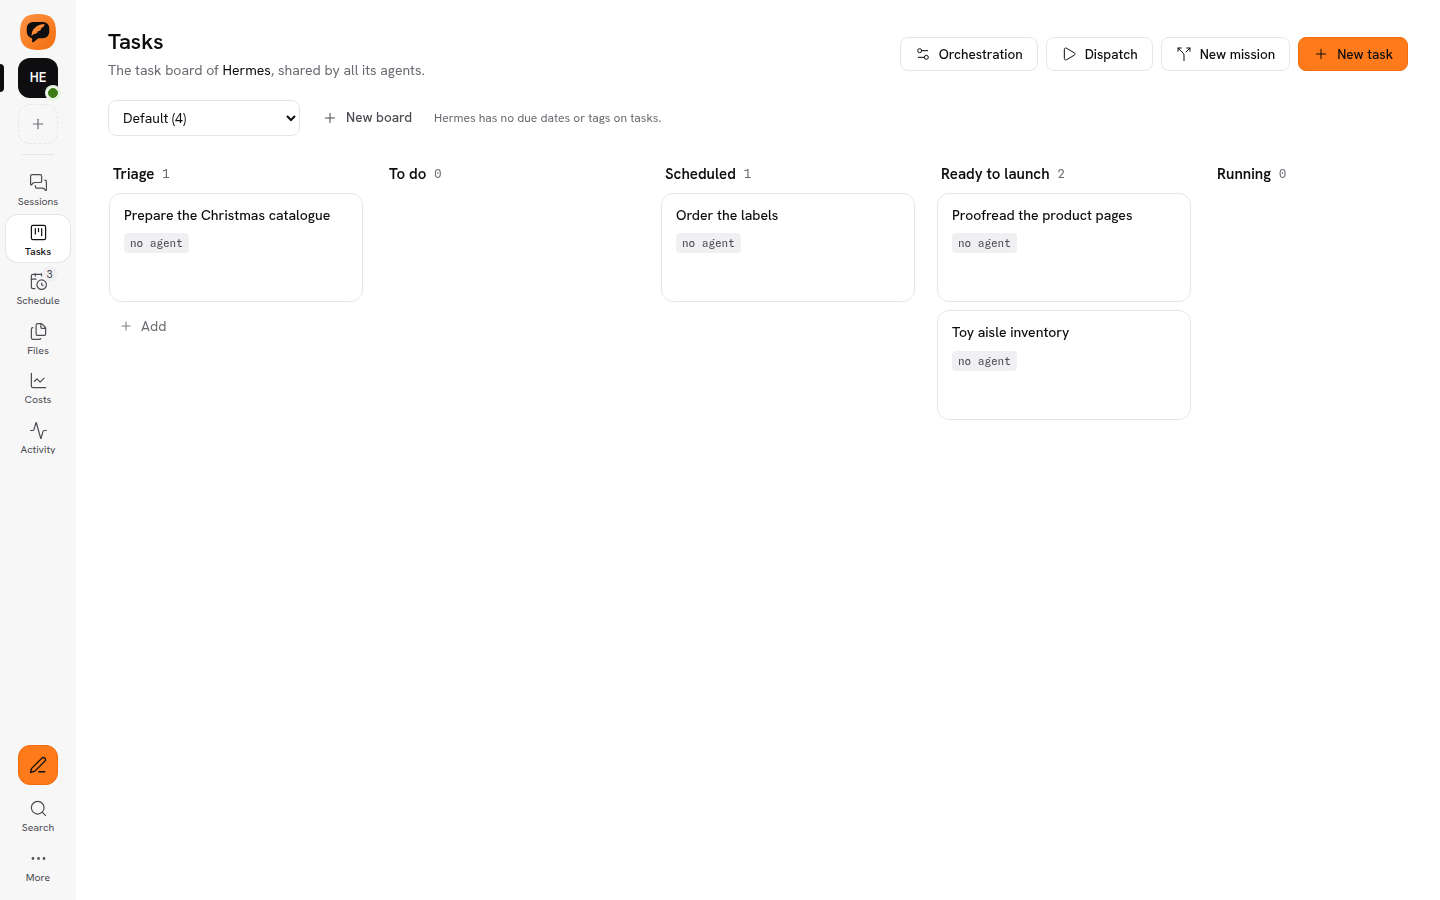 HE
Sessions
Tasks
3
Schedule
Files
Costs
Activity
Search
More
Tasks
The task board of Hermes, shared by all its agents.
Orchestration
Dispatch
New mission
New task
Default (4)
New board
Hermes has no due dates or tags on tasks.
Triage 1
Prepare the Christmas catalogue
no agent
Add
To do 0
Scheduled 1
Order the labels
no agent
Ready to launch 2
Proofread the product pages
no agent
Toy aisle inventory
no agent
Running 0